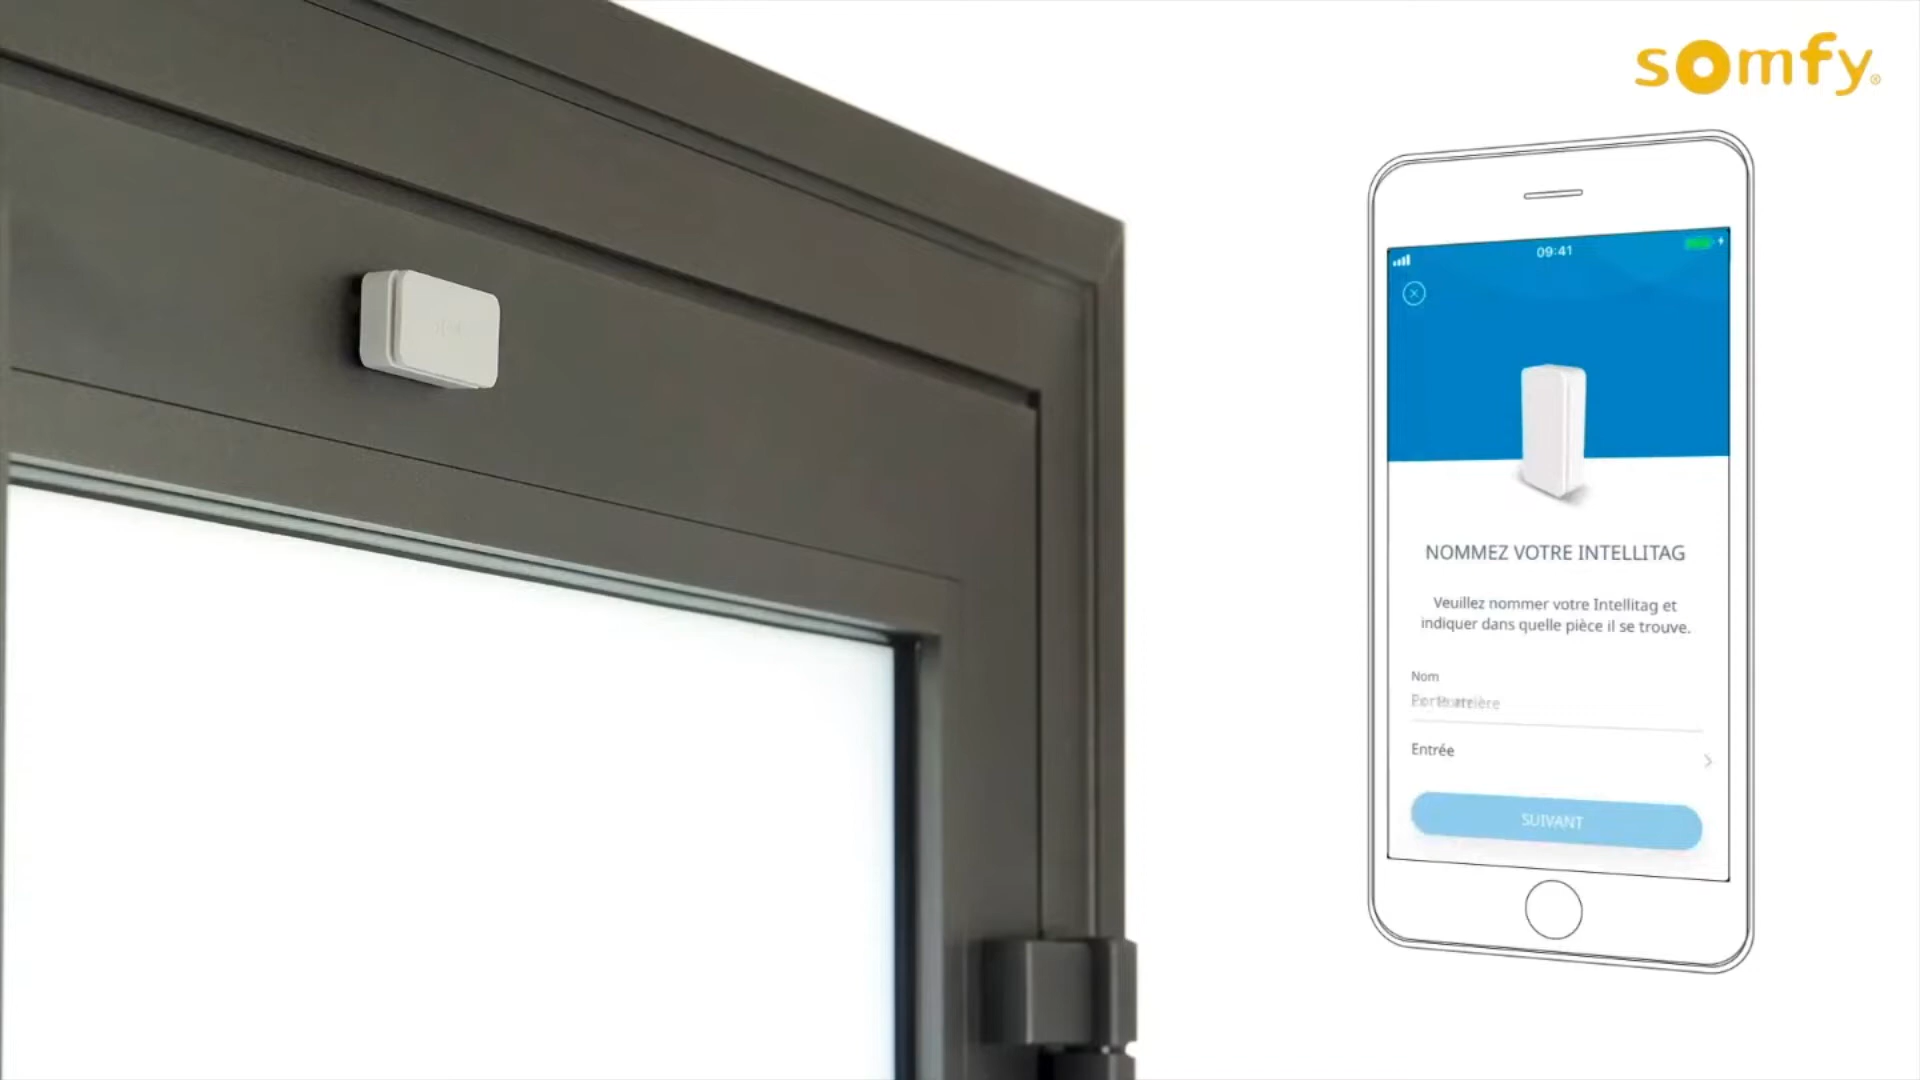 somfy®
09:41
NOMMEZ VOTRE INTELLITAG
Veuillez nommer votre Intellitag et
indiquer dans quelle pièce il se trouve.
Nom
Entrée
SUIVANT